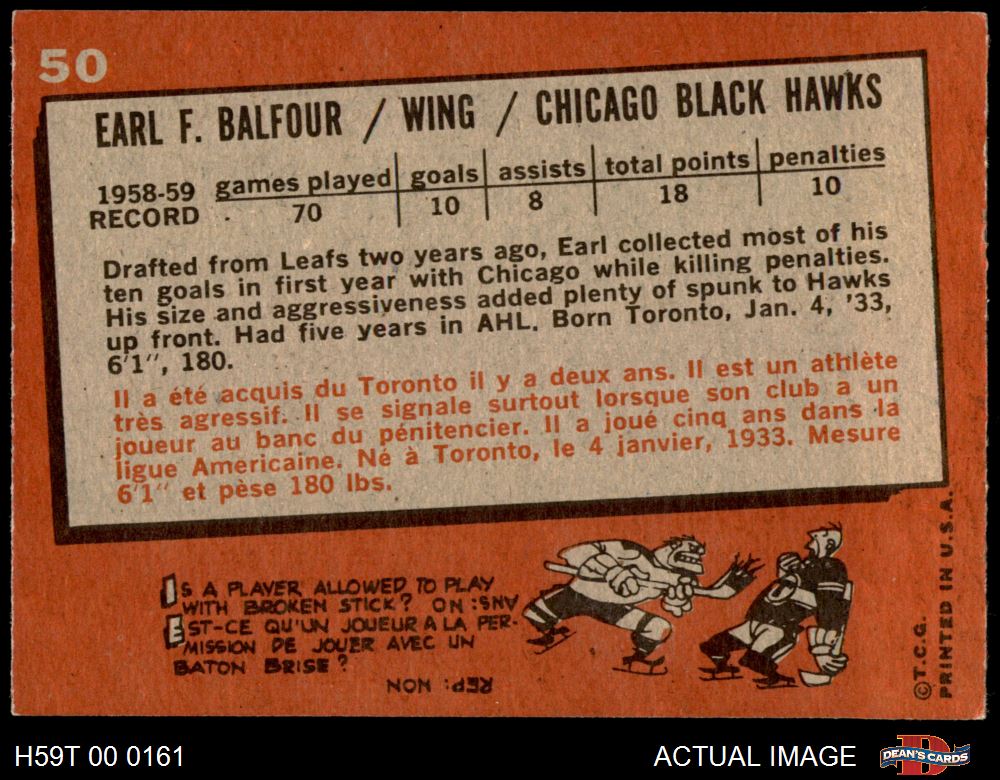 50
EARL F. BALFOUR / WING / CHICAGO BLACK HAWKS
1958-59 games played goals assists total points penalties
RECORD 70 10 8 18 10
Drafted from Leafs two years ago, Earl collected most of his
ten goals in first year with Chicago while killing penalties.
His size and aggressiveness added plenty of spunk to Hawks
up front. Had five years in AHL. Born Toronto, Jan. 4, '33,
6'1", 180.
Il a été acquis du Toronto il y a deux ans. Il est un athlète
très agressif. Il se signale surtout lorsque son club a un
joueur au banc du pénitencier. Il a joué cinq ans dans la
ligue Americaine. Né à Toronto, le 4 janvier, 1933. Mesure
6'1" et pèse 180 lbs.
IS A PLAYER ALLOWED TO PLAY
WITH BROKEN STICK? ANS: NO
EST-CE QU'UN JOUEUR A LA PER-
MISSION DE JOUER AVEC UN
BATON BRISE?
REP: NON
©T.C.G.
PRINTED IN U.S.A.
H59T 00 0161
ACTUAL IMAGE
DEAN'S CARDS